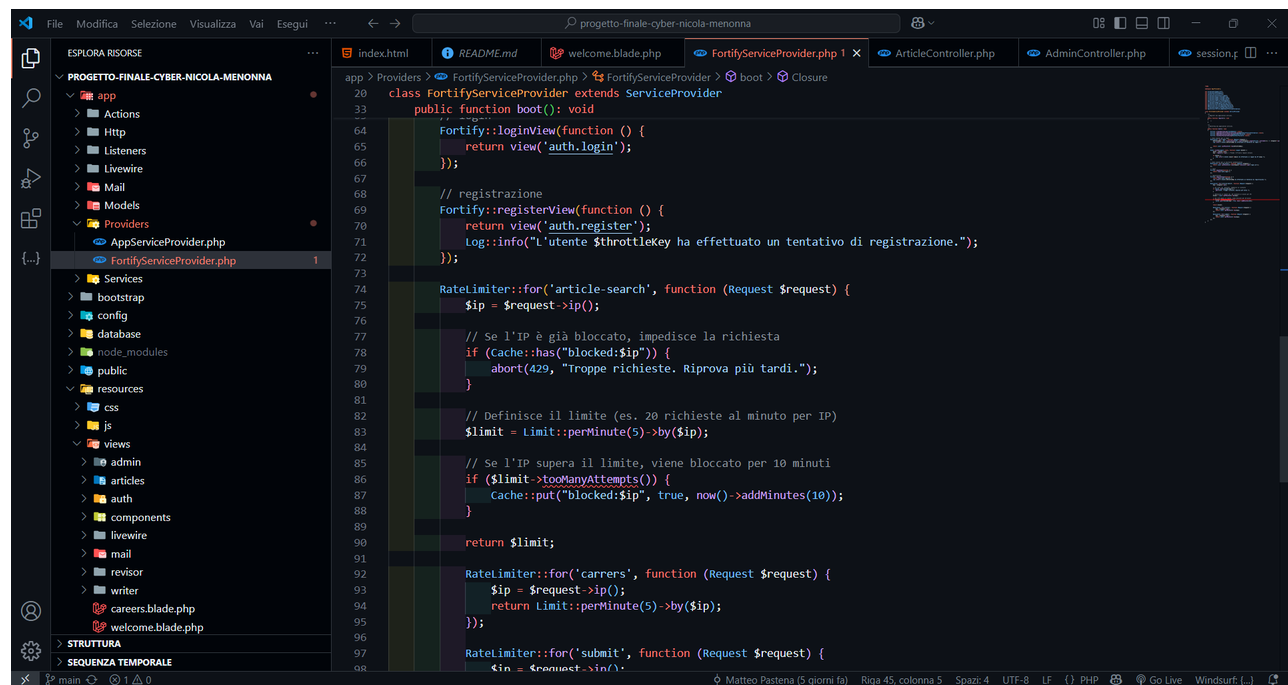 File Modifica Selezione Visualizza Vai Esegui ··· progetto-finale-cyber-nicola-menonna
ESPLORA RISORSE ···
PROGETTO-FINALE-CYBER-NICOLA-MENONNA
app
Actions
Http
Listeners
Livewire
Mail
Models
Providers
AppServiceProvider.php
FortifyServiceProvider.php 1
Services
bootstrap
config
database
node_modules
public
resources
css
js
views
admin
articles
auth
components
livewire
mail
revisor
writer
careers.blade.php
welcome.blade.php
STRUTTURA
SEQUENZA TEMPORALE
index.html README.md welcome.blade.php FortifyServiceProvider.php 1 ArticleController.php AdminController.php session.p
app > Providers > FortifyServiceProvider.php > FortifyServiceProvider > boot > Closure
20 class FortifyServiceProvider extends ServiceProvider
33 public function boot(): void
64 Fortify::loginView(function () {
65 return view('auth.login');
66 });
67
68 // registrazione
69 Fortify::registerView(function () {
70 return view('auth.register');
71 Log::info("L'utente $throttleKey ha effettuato un tentativo di registrazione.");
72 });
73
74 RateLimiter::for('article-search', function (Request $request) {
75 $ip = $request->ip();
76
77 // Se l'IP è già bloccato, impedisce la richiesta
78 if (Cache::has("blocked:$ip")) {
79 abort(429, "Troppe richieste. Riprova più tardi.");
80 }
81
82 // Definisce il limite (es. 20 richieste al minuto per IP)
83 $limit = Limit::perMinute(5)->by($ip);
84
85 // Se l'IP supera il limite, viene bloccato per 10 minuti
86 if ($limit->tooManyAttempts()) {
87 Cache::put("blocked:$ip", true, now()->addMinutes(10));
88 }
89
90 return $limit;
91
92 RateLimiter::for('carrers', function (Request $request) {
93 $ip = $request->ip();
94 return Limit::perMinute(5)->by($ip);
95 });
96
97 RateLimiter::for('submit', function (Request $request) {
98 $ip = $request->ip();
main 1 0 Matteo Pastena (5 giorni fa) Riga 45, colonna 5 Spazi: 4 UTF-8 LF {} PHP Go Live Windsurf: {...}